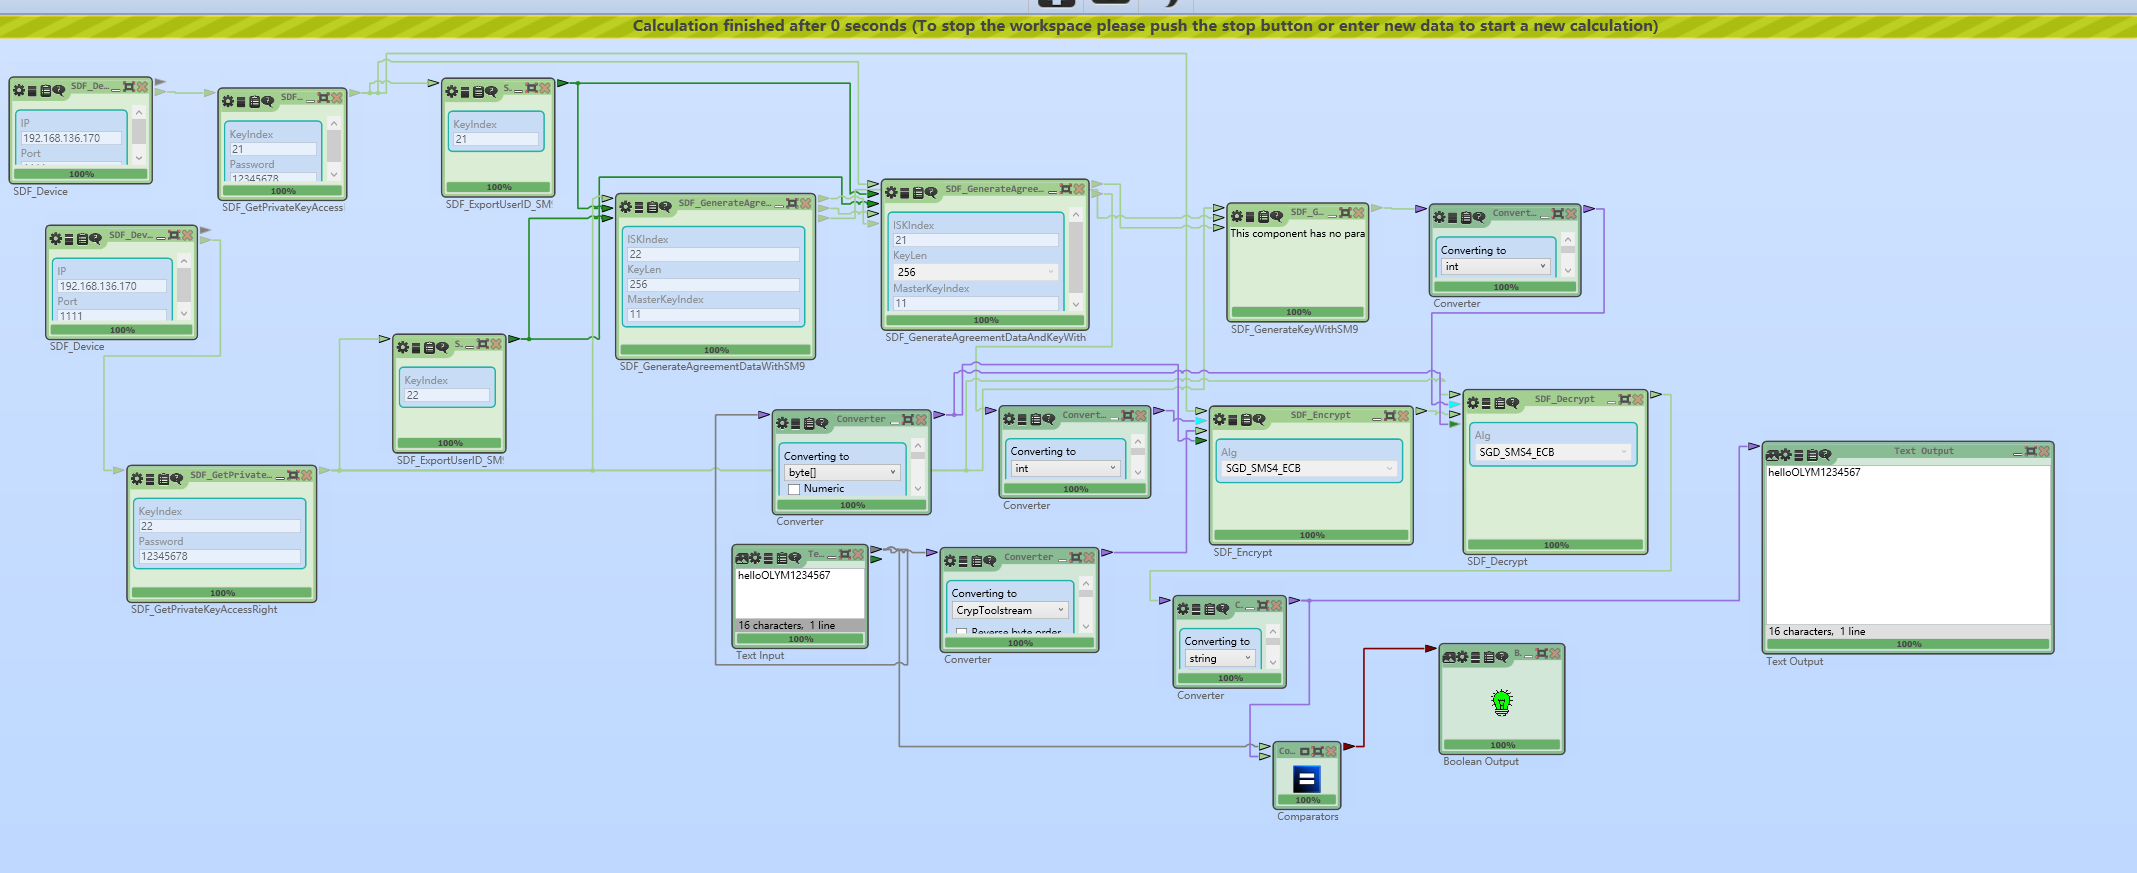 Calculation finished after 0 seconds (To stop the workspace please push the stop button or enter new data to start a new calculation)
SDF_De...
IP
192.168.136.170
Port
100%
SDF_Device
SDF_...
KeyIndex
21
Password
12345678
100%
SDF_GetPrivateKeyAccess
S...
KeyIndex
21
100%
SDF_ExportUserID_SM
SDF_Dev...
IP
192.168.136.170
Port
1111
100%
SDF_Device
S...
KeyIndex
22
100%
SDF_ExportUserID_SM
SDF_GetPrivate...
KeyIndex
22
Password
12345678
100%
SDF_GetPrivateKeyAccessRight
SDF_GenerateAgre...
ISKIndex
22
KeyLen
256
MasterKeyIndex
11
100%
SDF_GenerateAgreementDataWithSM9
SDF_GenerateAgree...
ISKIndex
21
KeyLen
256
MasterKeyIndex
11
100%
SDF_GenerateAgreementDataAndKeyWith
SDF_G...
This component has no para
100%
SDF_GenerateKeyWithSM9
Convert...
Converting to
int
100%
Converter
Converter
Converting to
byte[]
Numeric
100%
Converter
Convert...
Converting to
int
100%
Converter
SDF_Encrypt
Alg
SGD_SMS4_ECB
100%
SDF_Encrypt
SDF_Decrypt
Alg
SGD_SMS4_ECB
100%
SDF_Decrypt
Te...
helloOLYM1234567
16 characters, 1 line
100%
Text Input
Converter
Converting to
CrypToolstream
Reverse byte order
100%
Converter
C...
Converting to
string
100%
Converter
Text Output
helloOLYM1234567
16 characters, 1 line
100%
Text Output
B...
100%
Boolean Output
Co...
=
100%
Comparators